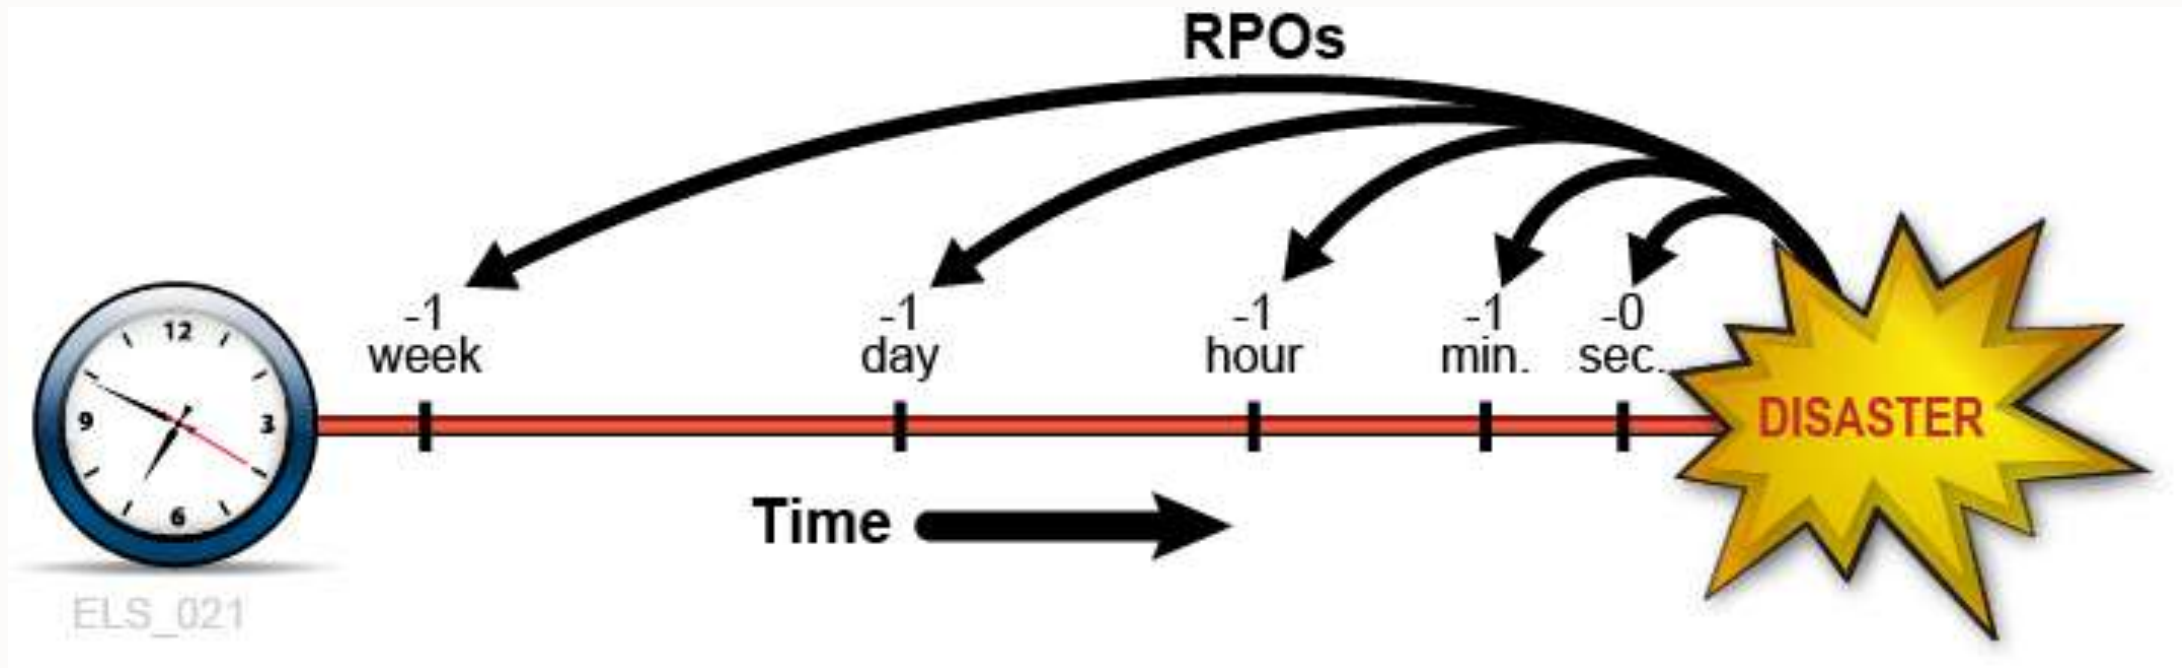 RPOs
-1
week
-1
day
-1
hour
-1
min.
-0
sec.
12
9
3
6
DISASTER
Time
ELS_021